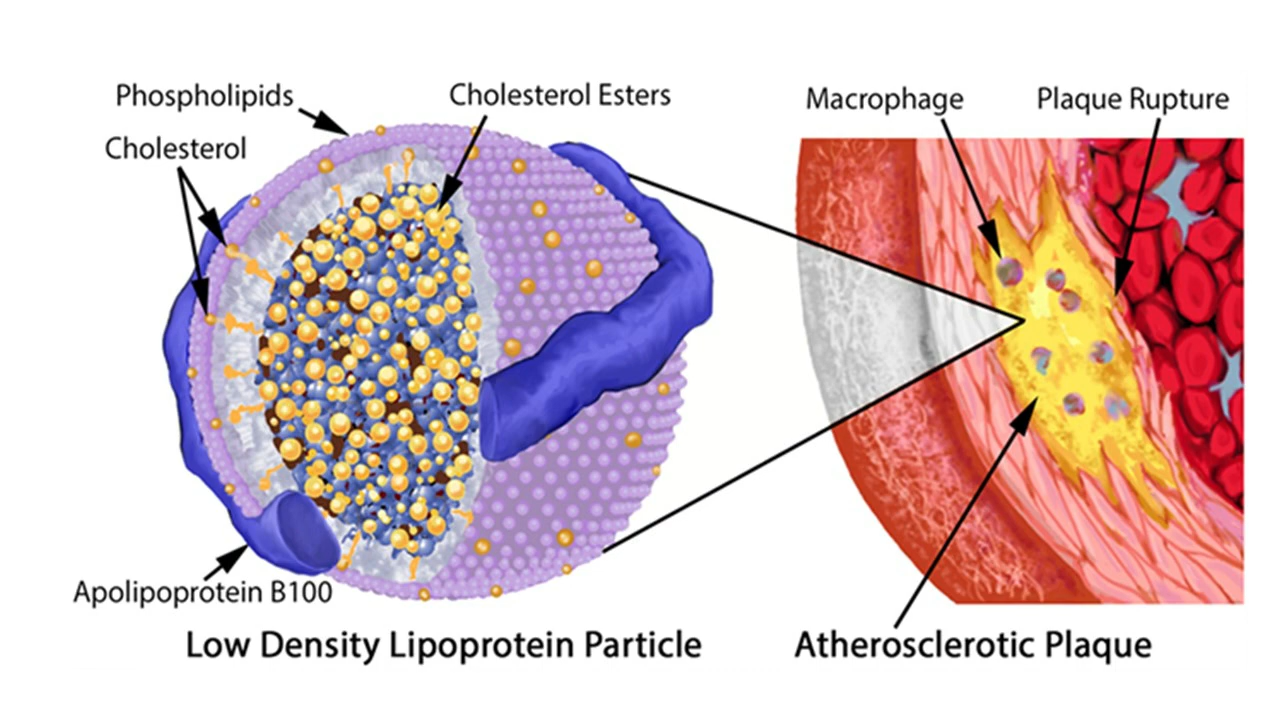 Phospholipids
Cholesterol Esters
Cholesterol
Macrophage
Plaque Rupture
Apolipoprotein B100
Low Density Lipoprotein Particle
Atherosclerotic Plaque